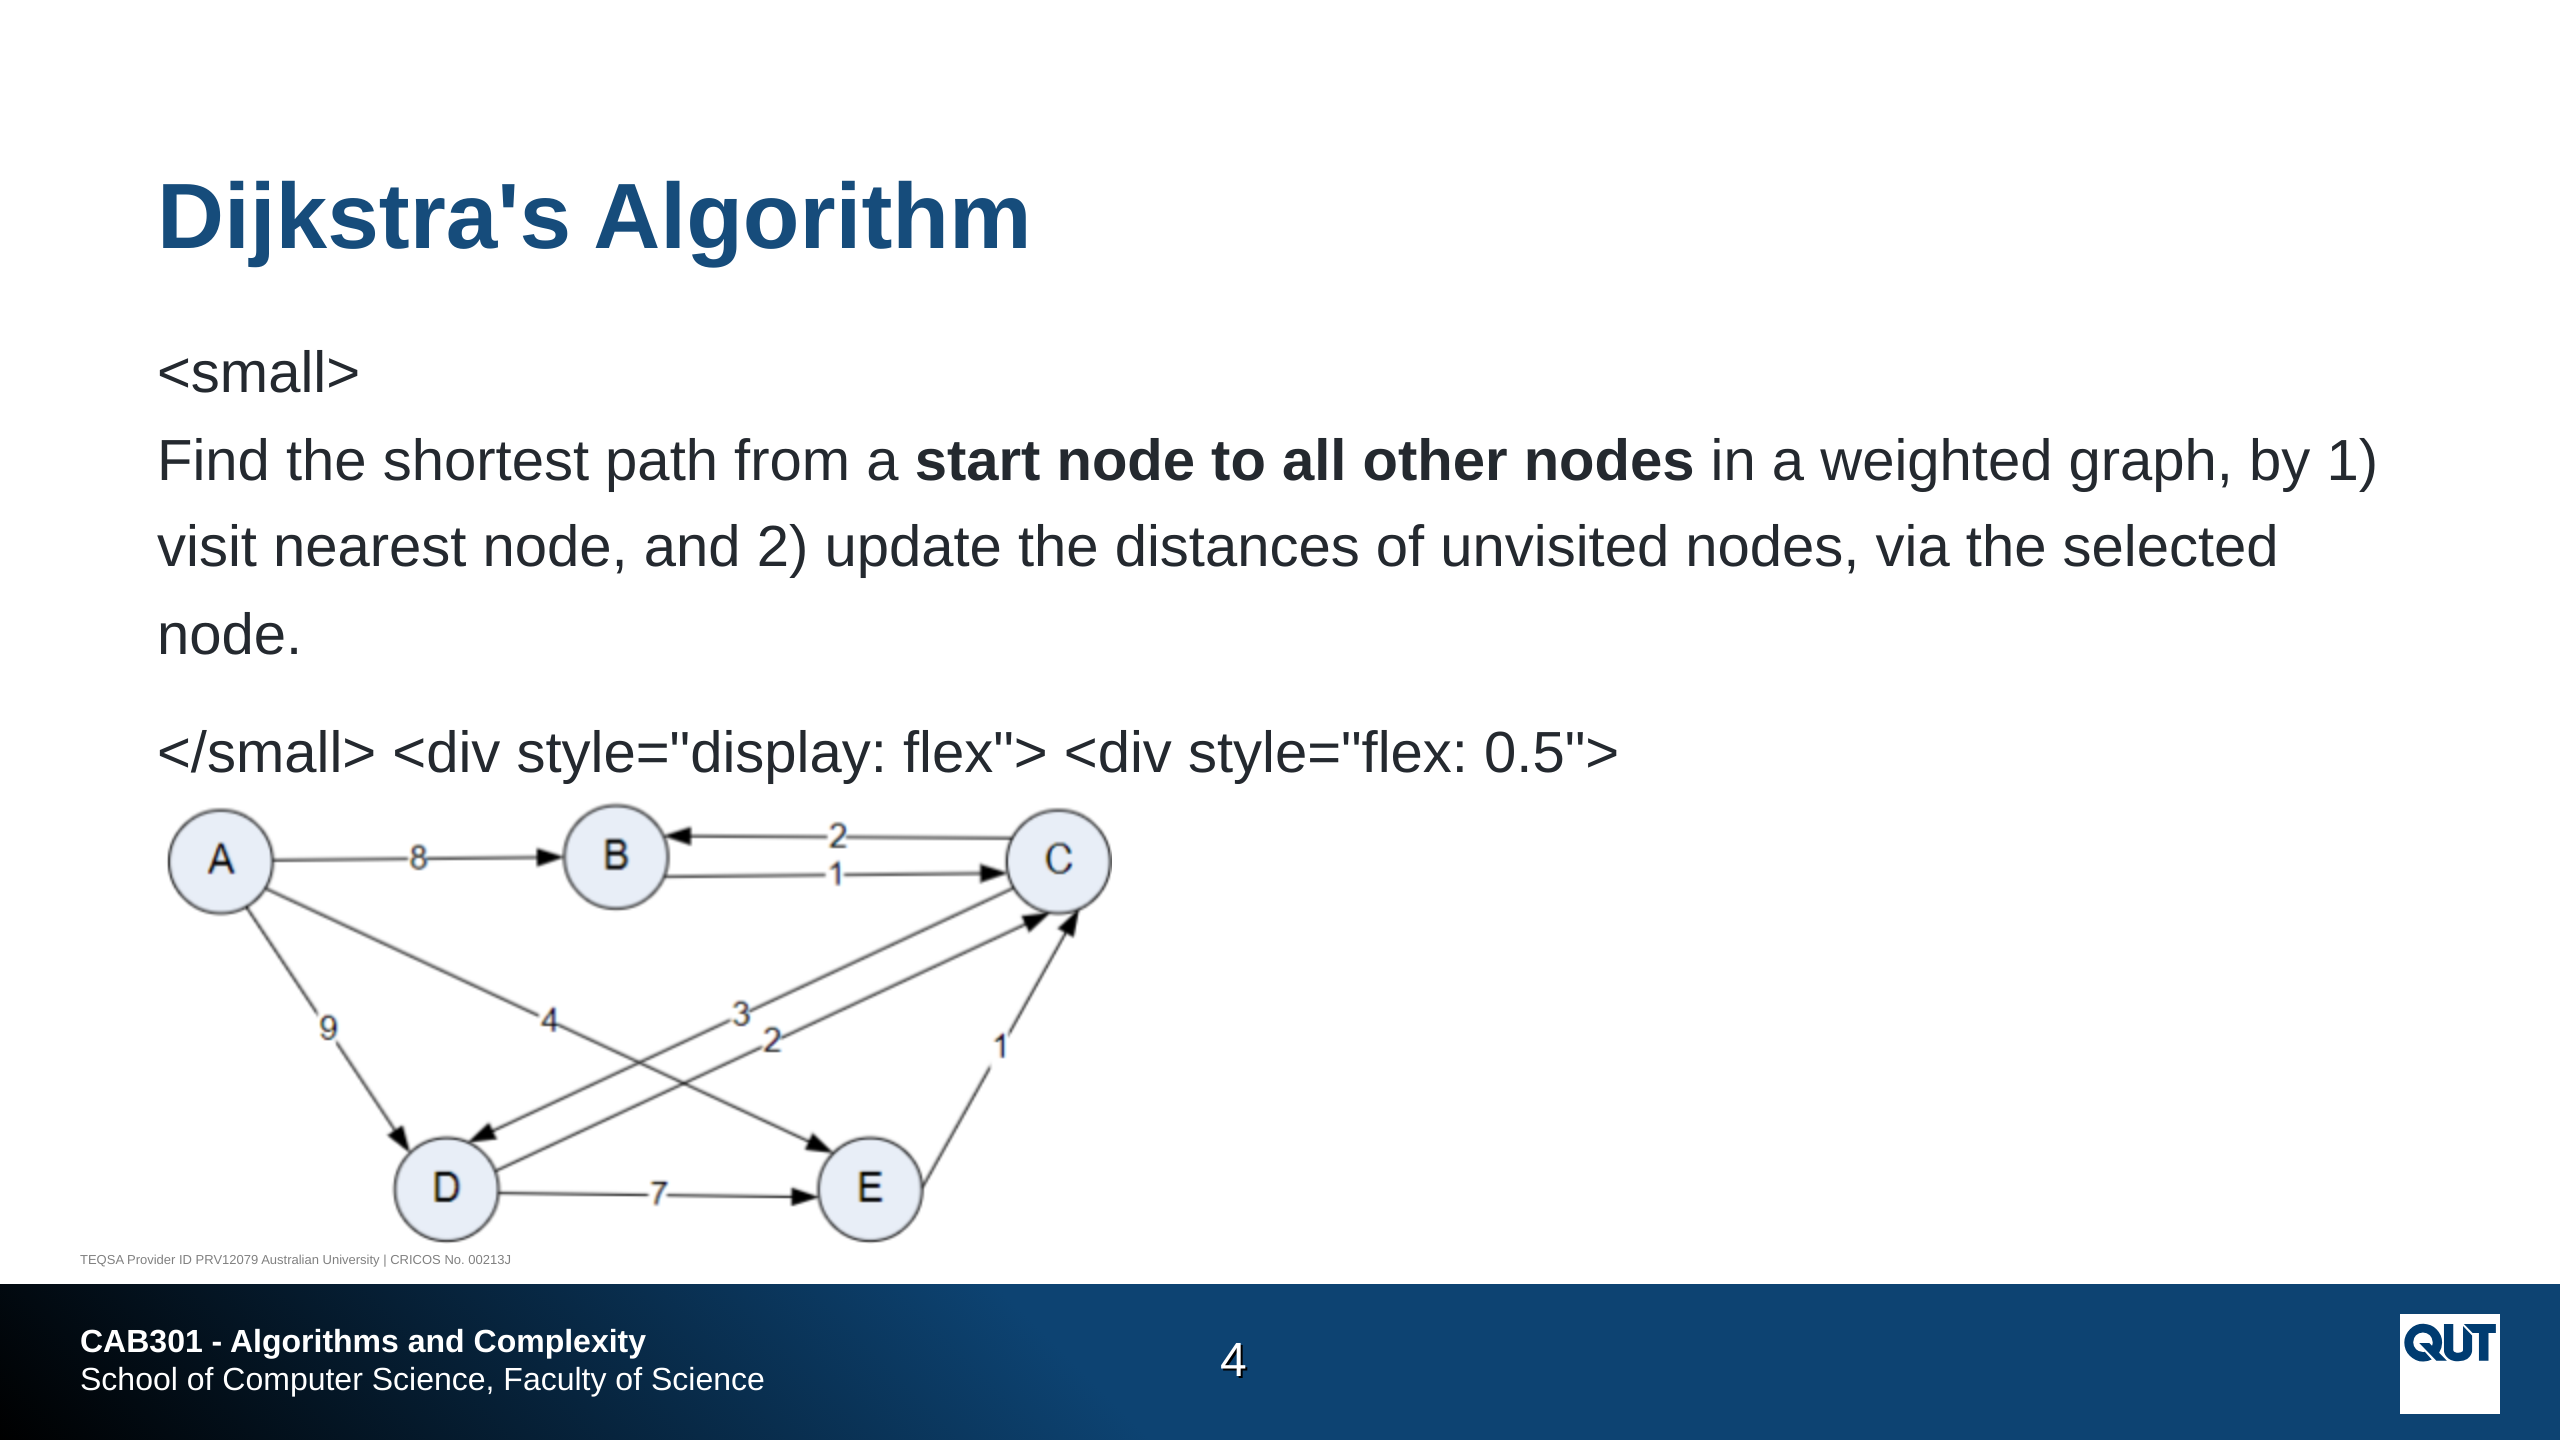 Dijkstra's Algorithm
<small>
Find the shortest path from a start node to all other nodes in a weighted graph, by 1)
visit nearest node, and 2) update the distances of unvisited nodes, via the selected
node.
</small> <div style="display: flex"> <div style="flex: 0.5">
A 8 B 2 C
1
9 4 3
2 1
D 7 E
TEQSA Provider ID PRV12079 Australian University | CRICOS No. 00213J
CAB301 - Algorithms and Complexity
School of Computer Science, Faculty of Science
4
QUT